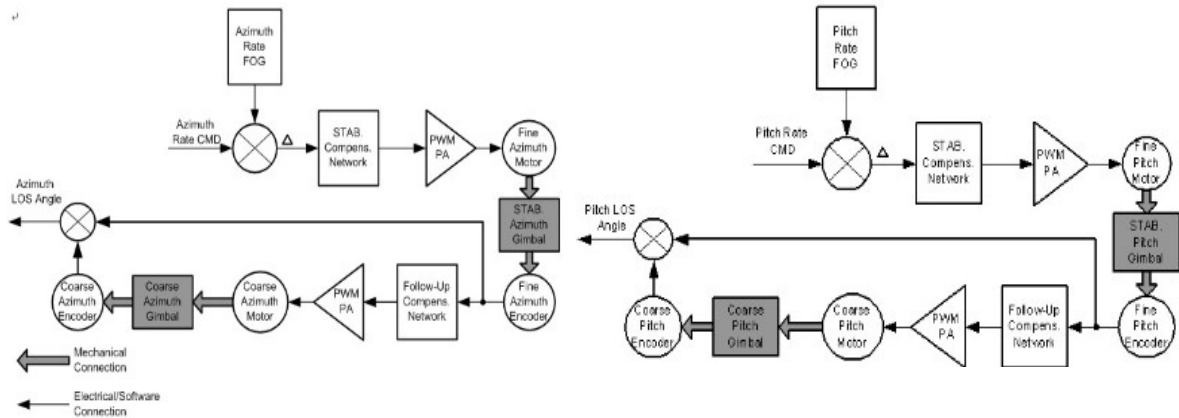 Azimuth
Rate
FOG
Azimuth
Rate CMD
Δ
STAB.
Compens.
Network
PWM
PA
Fine
Azimuth
Motor
STAB.
Azimuth
Gimbal
Azimuth
LOS Angle
Coarse
Azimuth
Encoder
Coarse
Azimuth
Gimbal
Coarse
Azimuth
Motor
PWM
PA
Follow-Up
Compens.
Network
Fine
Azimuth
Encoder
Mechanical
Connection
Electrical/Software
Connection
Pitch
Rate
FOG
Pitch Rate
CMD
Δ
STAB.
Compens.
Network
PWM
PA
Fine
Pitch
Motor
STAB.
Pitch
Gimbal
Pitch LOS
Angle
Coarse
Pitch
Encoder
Coarse
Pitch
Gimbal
Coarse
Pitch
Motor
PWM
PA
Follow-Up
Compens.
Network
Fine
Pitch
Encoder